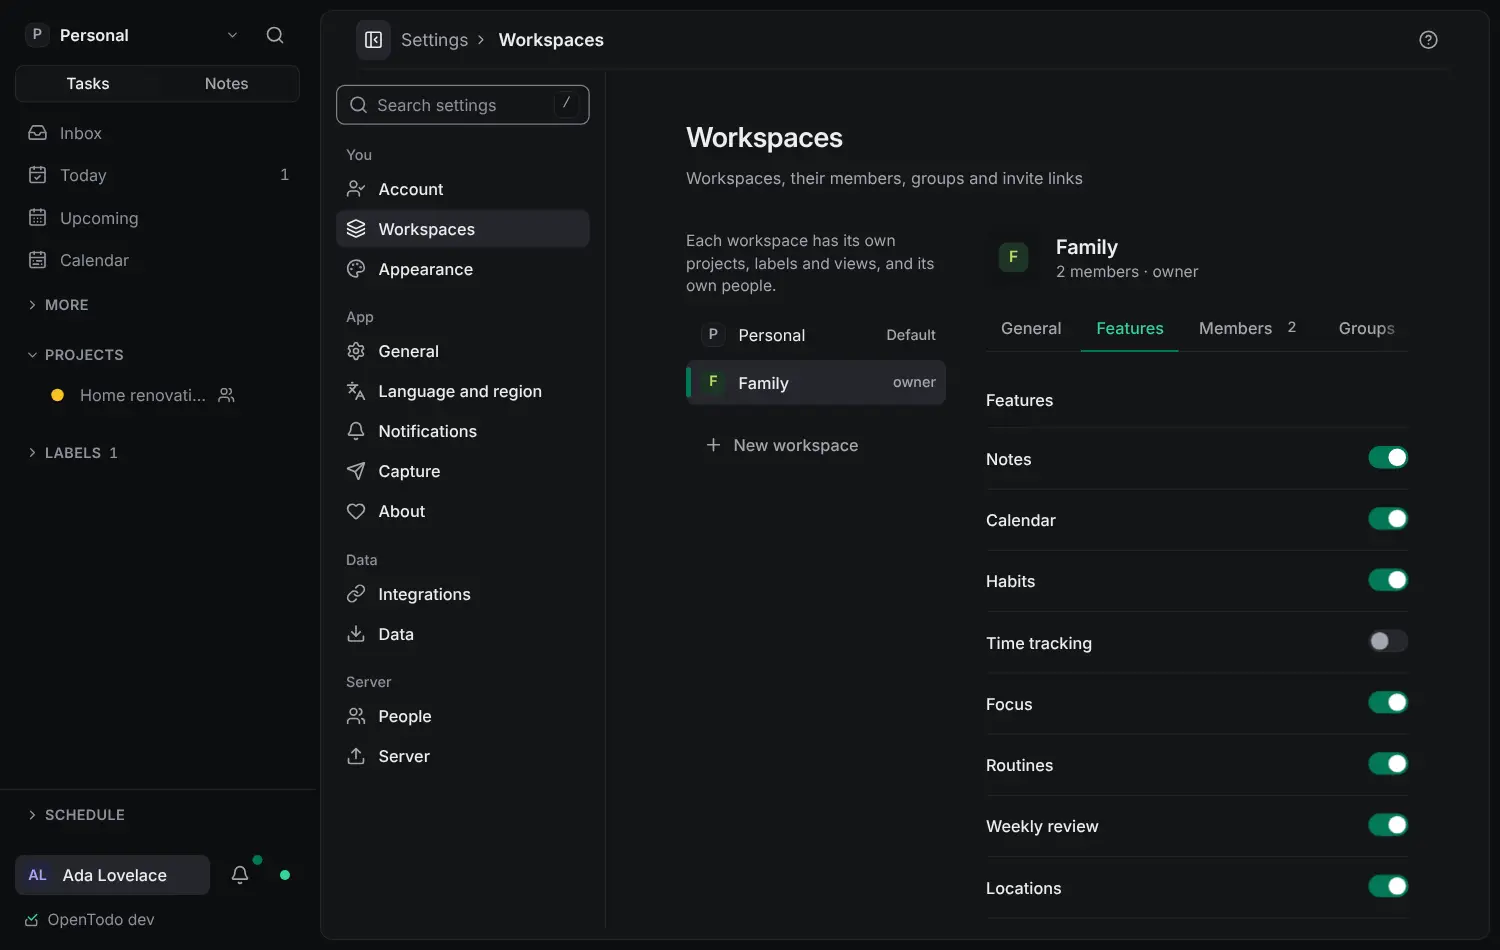 P Personal
Tasks Notes
Inbox
Today 1
Upcoming
Calendar
MORE
PROJECTS
Home renovati...
LABELS 1
SCHEDULE
AL Ada Lovelace
OpenTodo dev
Settings > Workspaces
Search settings /
You
Account
Workspaces
Appearance
App
General
Language and region
Notifications
Capture
About
Data
Integrations
Data
Server
People
Server
Workspaces
Workspaces, their members, groups and invite links
Each workspace has its own
projects, labels and views, and its
own people.
P Personal Default
F Family owner
+ New workspace
F Family
2 members · owner
General Features Members 2 Groups
Features
Notes
Calendar
Habits
Time tracking
Focus
Routines
Weekly review
Locations